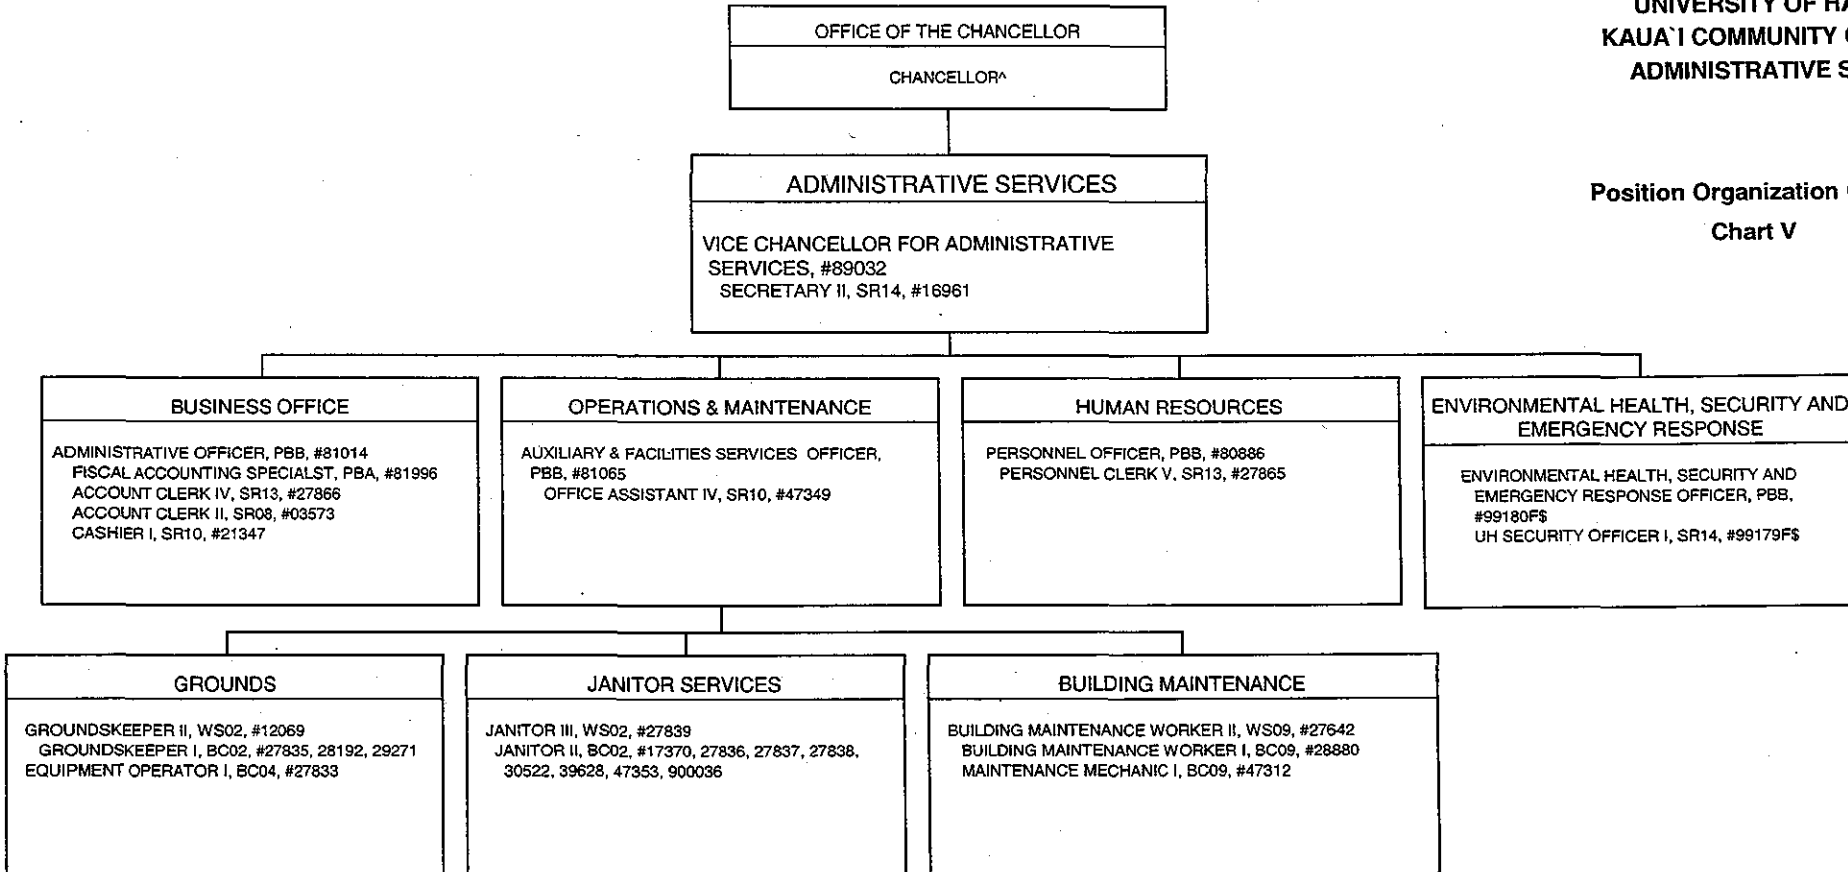 UNIVERSITY OF
KAUA`I COMMUNITY
ADMINISTRATIVE
Position Organization
Chart V
OFFICE OF THE CHANCELLOR
CHANCELLOR^
ADMINISTRATIVE SERVICES
VICE CHANCELLOR FOR ADMINISTRATIVE
SERVICES, #89032
SECRETARY II, SR14, #16961
BUSINESS OFFICE
ADMINISTRATIVE OFFICER, PBB, #81014
FISCAL ACCOUNTING SPECIALST, PBA, #81996
ACCOUNT CLERK IV, SR13, #27866
ACCOUNT CLERK II, SR08, #03573
CASHIER I, SR10, #21347
OPERATIONS & MAINTENANCE
AUXILIARY & FACILITIES SERVICES OFFICER,
PBB, #81065
OFFICE ASSISTANT IV, SR10, #47349
HUMAN RESOURCES
PERSONNEL OFFICER, PBB, #80886
PERSONNEL CLERK V, SR13, #27865
ENVIRONMENTAL HEALTH, SECURITY AND
EMERGENCY RESPONSE
ENVIRONMENTAL HEALTH, SECURITY AND
EMERGENCY RESPONSE OFFICER, PBB,
#99180F$
UH SECURITY OFFICER I, SR14, #99179F$
GROUNDS
GROUNDSKEEPER II, WS02, #12069
GROUNDSKEEPER I, BC02, #27835, 28192, 29271
EQUIPMENT OPERATOR I, BC04, #27833
JANITOR SERVICES
JANITOR III, WS02, #27839
JANITOR II, BC02, #17370, 27836, 27837, 27838,
30522, 39628, 47353, 900036
BUILDING MAINTENANCE
BUILDING MAINTENANCE WORKER II, WS09, #27642
BUILDING MAINTENANCE WORKER I, BC09, #28880
MAINTENANCE MECHANIC I, BC09, #47312